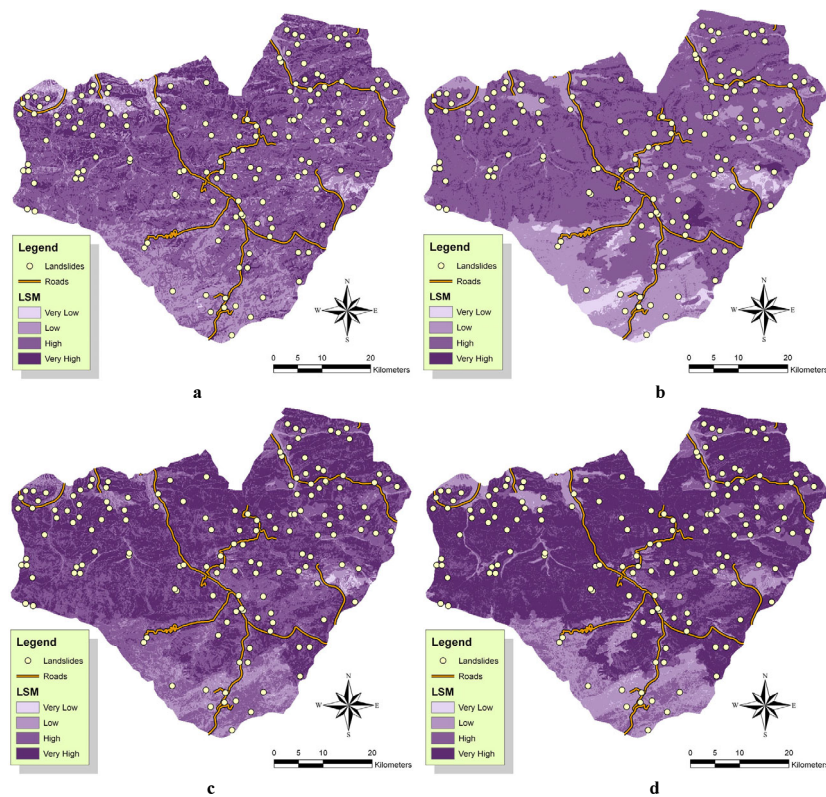 Legend
Landslides
Roads
LSM
Very Low
Low
High
Very High
N
W E
S
0 5 10 20
Kilometers
a
Legend
Landslides
Roads
LSM
Very Low
Low
High
Very High
N
W E
S
0 5 10 20
Kilometers
b
Legend
Landslides
Roads
LSM
Very Low
Low
High
Very High
N
W E
S
0 5 10 20
Kilometers
c
Legend
Landslides
Roads
LSM
Very Low
Low
High
Very High
N
W E
S
0 5 10 20
Kilometers
d